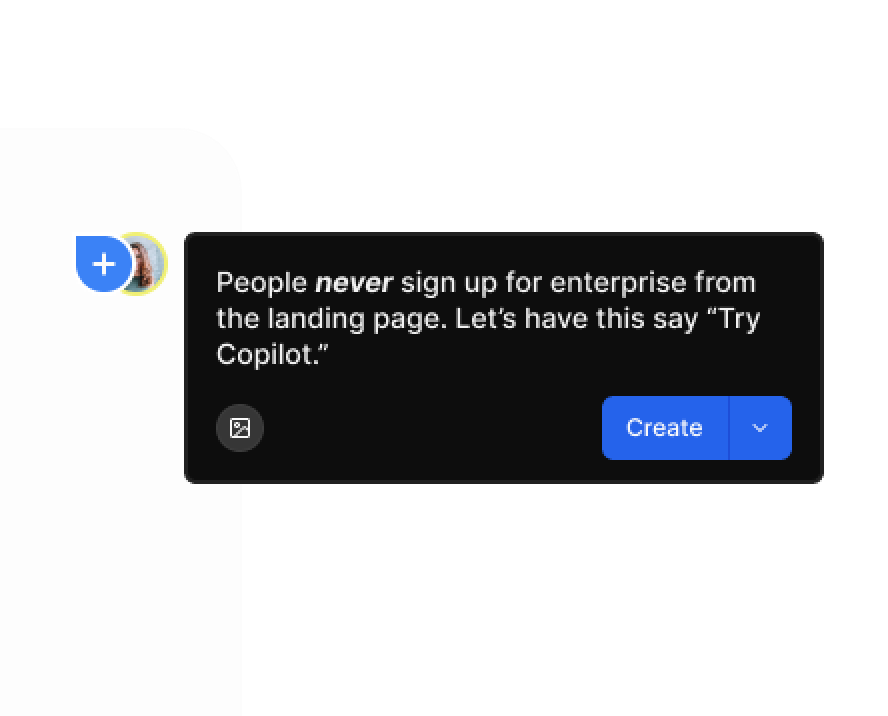 People never sign up for enterprise from
the landing page. Let’s have this say “Try
Copilot.”
Create